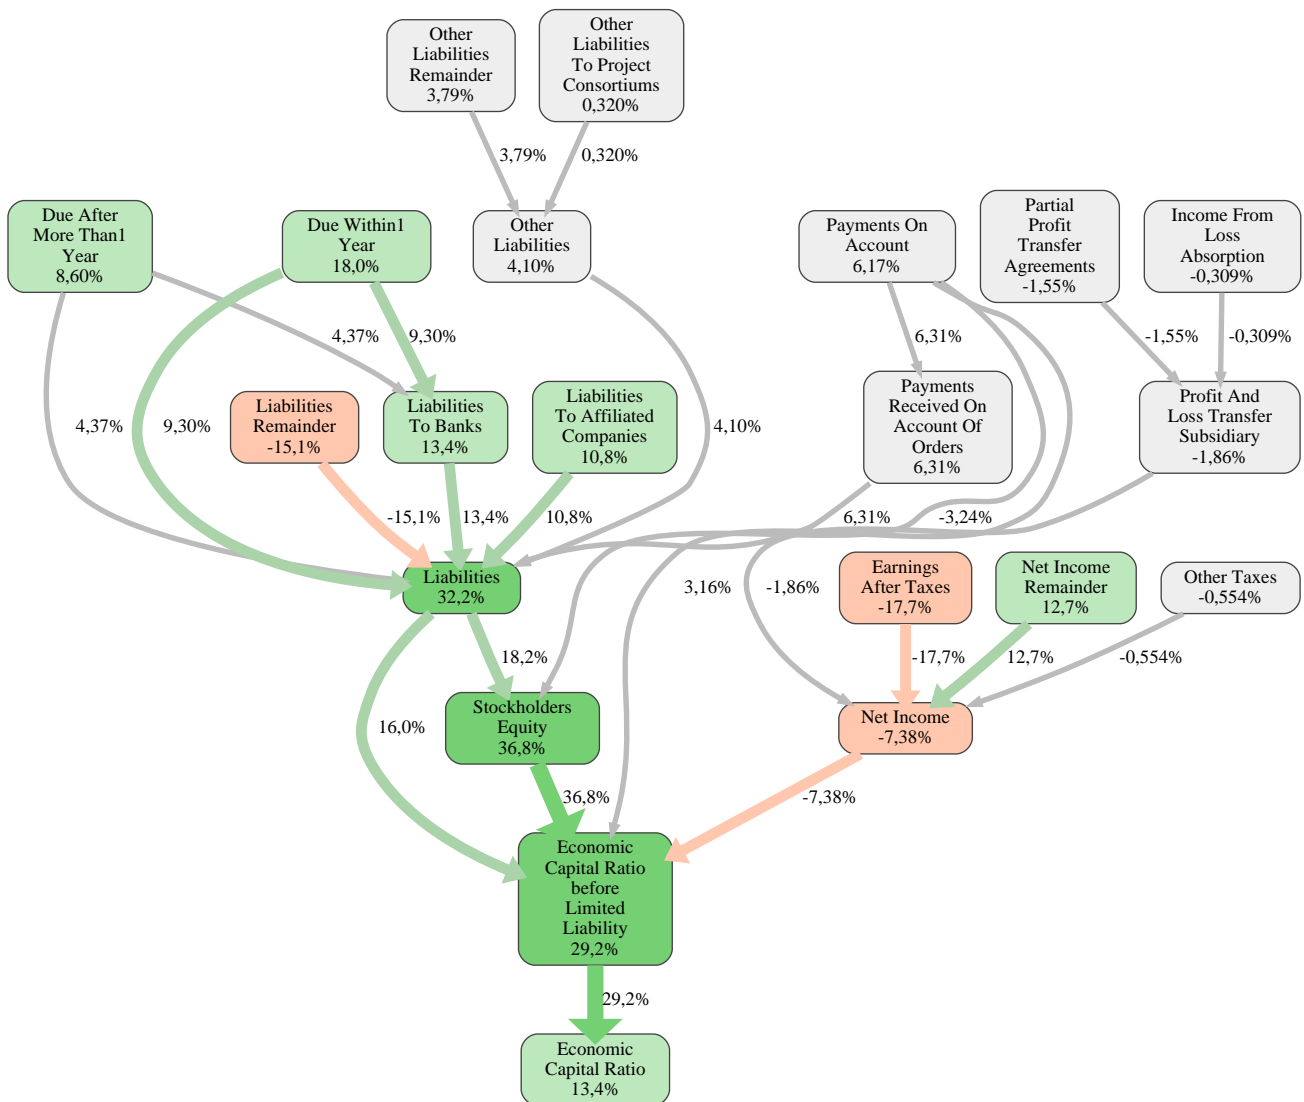 Other
Liabilities
Remainder
3,79%
Other
Liabilities
To Project
Consortiums
0,320%
3,79%
0,320%
Due After
More Than1
Year
8,60%
Due Within1
Year
18,0%
Other
Liabilities
4,10%
Payments On
Account
6,17%
Partial
Profit
Transfer
Agreements
-1,55%
Income From
Loss
Absorption
-0,309%
4,37%
9,30%
6,31%
-1,55%
-0,309%
Liabilities
Remainder
-15,1%
Liabilities
To Banks
13,4%
Liabilities
To Affiliated
Companies
10,8%
Payments
Received On
Account Of
Orders
6,31%
Profit And
Loss Transfer
Subsidiary
-1,86%
4,37%
9,30%
4,10%
-15,1%
13,4%
10,8%
6,31%
-3,24%
Liabilities
32,2%
3,16%
-1,86%
Earnings
After Taxes
-17,7%
Net Income
Remainder
12,7%
Other Taxes
-0,554%
18,2%
-17,7%
12,7%
-0,554%
16,0%
Stockholders
Equity
36,8%
Net Income
-7,38%
36,8%
-7,38%
Economic
Capital Ratio
before
Limited
Liability
29,2%
29,2%
Economic
Capital Ratio
13,4%